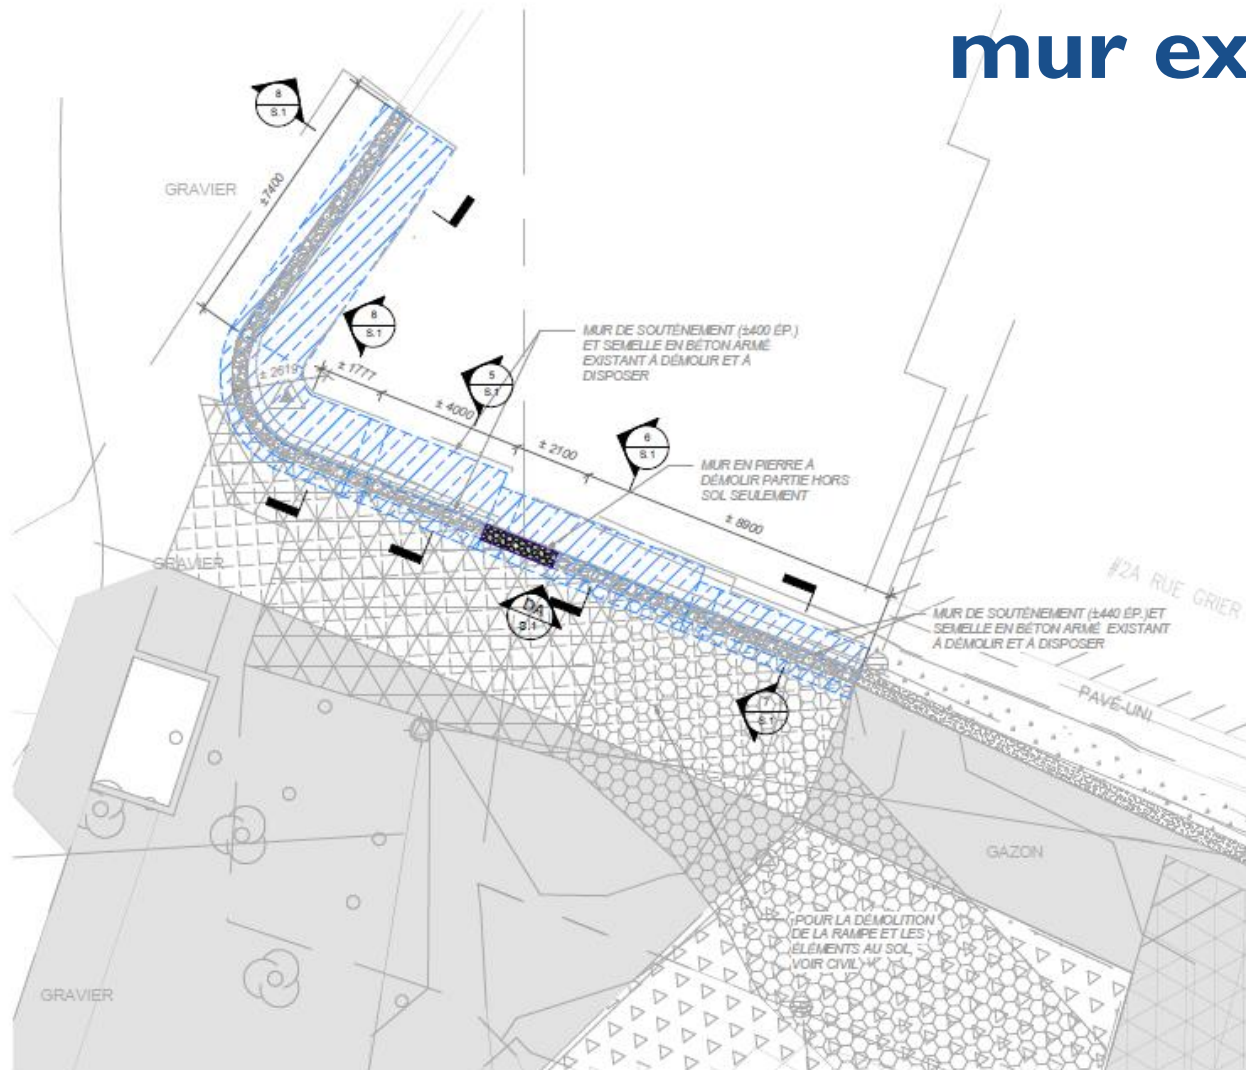 mur ex
8
S.1
GRAVIER
±7400
8
S.1
MUR DE SOUTÈNEMENT (±400 ÉP.)
ET SEMELLE EN BÉTON ARMÉ
EXISTANT À DÉMOLIR ET À
DISPOSER
± 2619
± 1777
5
S.1
± 4000
± 2100
6
S.1
MUR EN PIERRE À
DÉMOLIR PARTIE HORS
SOL SEULEMENT
± 8900
GRAVIER
#2A RUE GRIER
DA
S.1
MUR DE SOUTÈNEMENT (±440 ÉP.)ET
SEMELLE EN BÉTON ARMÉ EXISTANT
À DÉMOLIR ET À DISPOSER
7
S.1
PAVÉ-UNI
GAZON
POUR LA DÉMOLITION
DE LA RAMPE ET LES
ÉLÉMENTS AU SOL,
VOIR CIVIL
GRAVIER